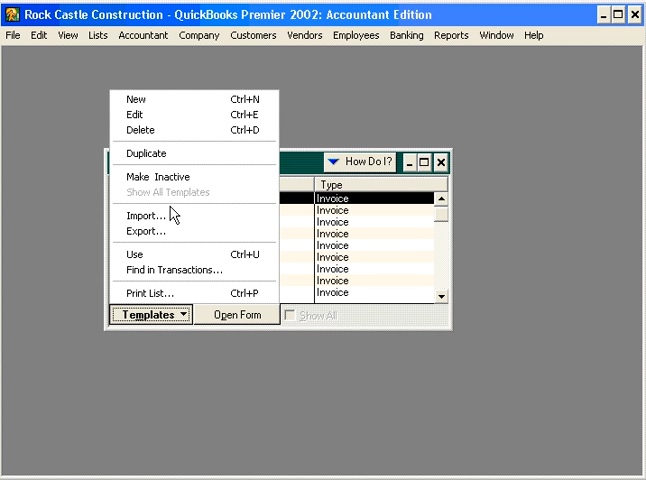 Rock Castle Construction - QuickBooks Premier 2002: Accountant Edition
File Edit View Lists Accountant Company Customers Vendors Employees Banking Reports Window Help
New Ctrl+N
Edit Ctrl+E
Delete Ctrl+D
Duplicate
How Do I?
Make Inactive
Type
Show All Templates
Invoice
Invoice
Import...
Invoice
Export...
Invoice
Invoice
Use Ctrl+U
Invoice
Find in Transactions...
Invoice
Invoice
Print List... Ctrl+P
Invoice
Templates Open Form Show All